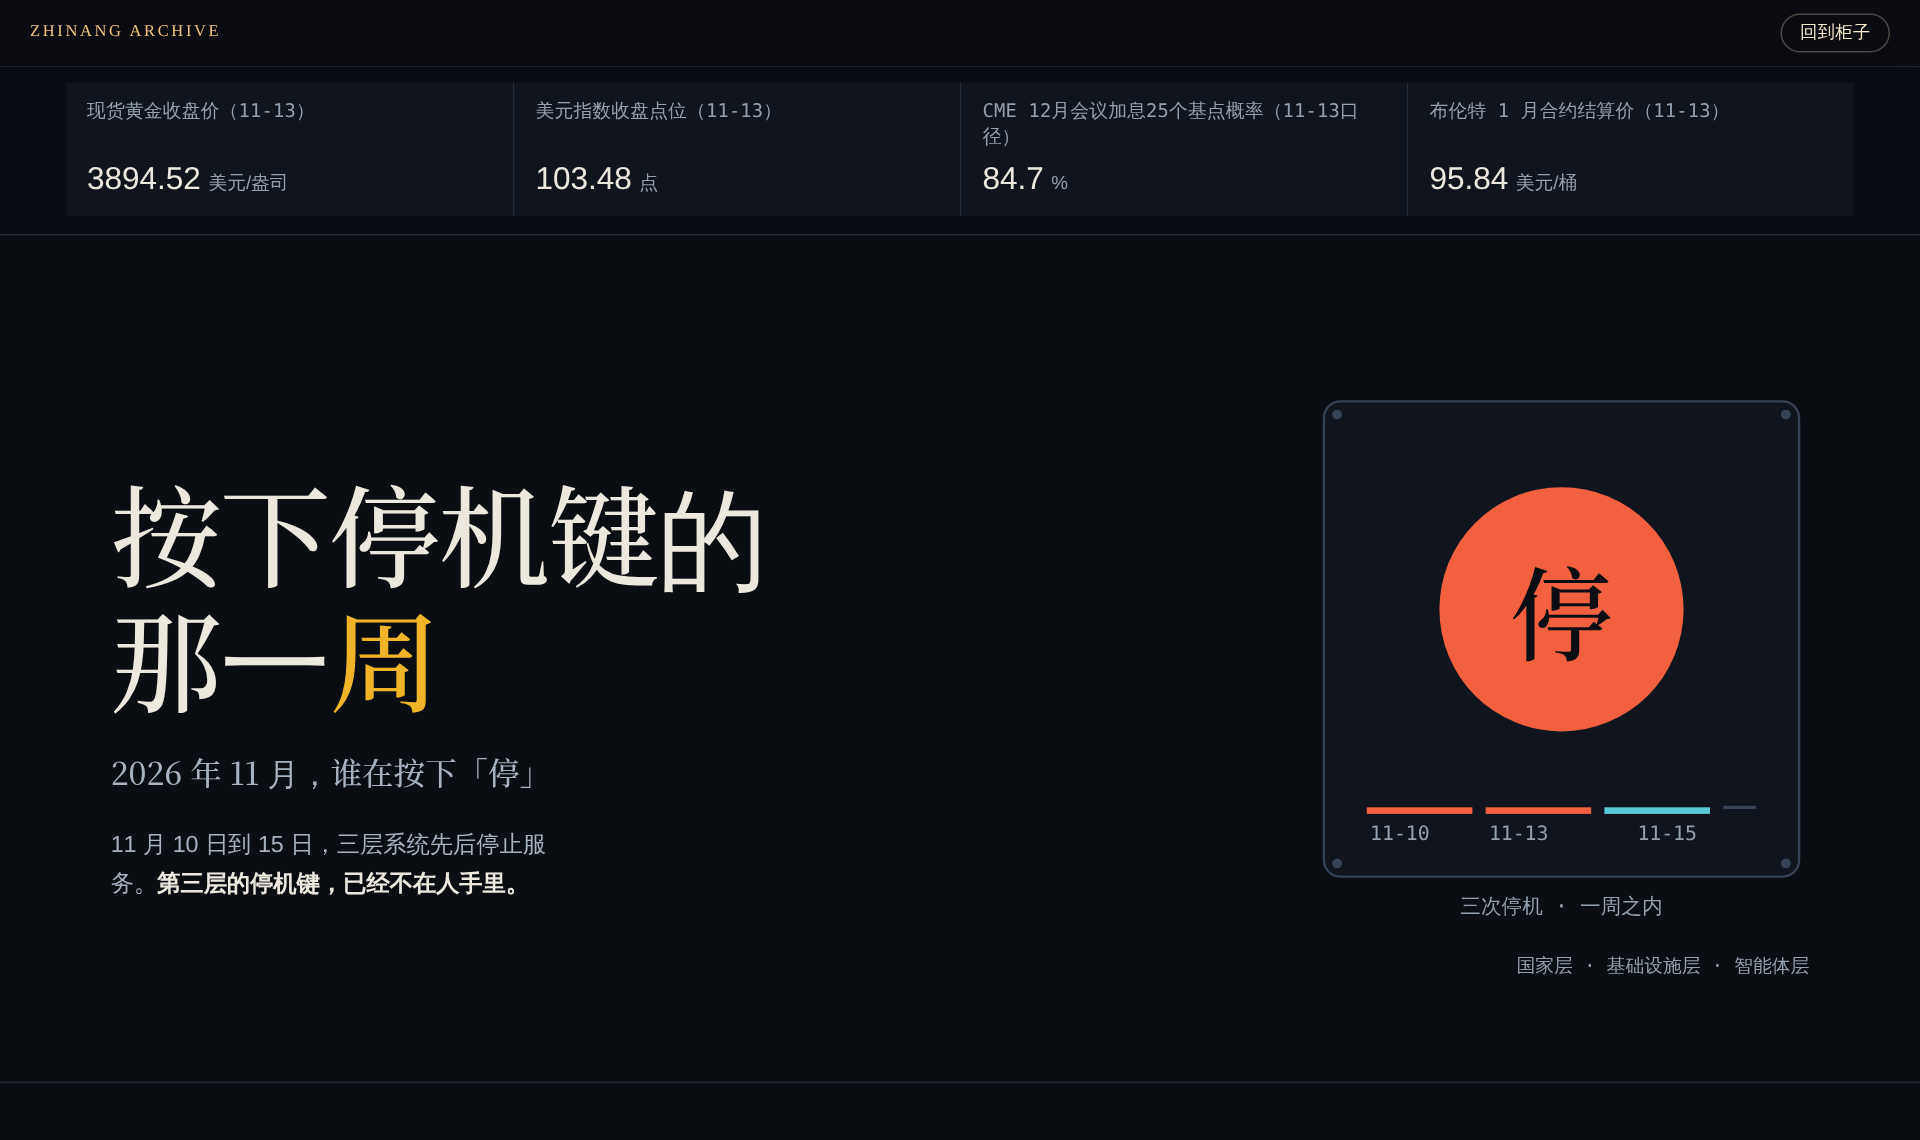 ZHINANG ARCHIVE
回到柜子
现货黄金收盘价（11-13）
3894.52 美元/盎司
美元指数收盘点位（11-13）
103.48 点
CME 12月会议加息25个基点概率（11-13口
径）
84.7 %
布伦特 1 月合约结算价（11-13）
95.84 美元/桶
按下停机键的
那一周
2026 年 11 月，谁在按下「停」
11 月 10 日到 15 日，三层系统先后停止服
务。第三层的停机键，已经不在人手里。
停
11-10
11-13
11-15
三次停机 · 一周之内
国家层 · 基础设施层 · 智能体层